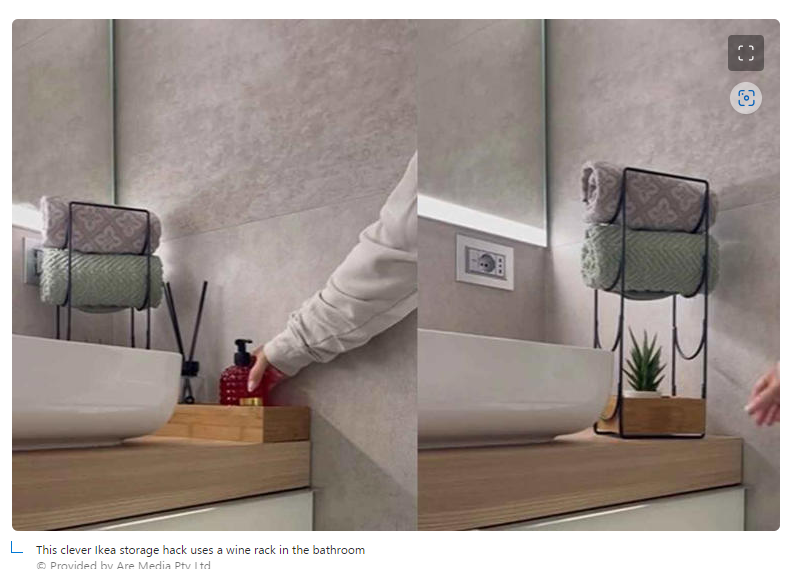 This clever Ikea storage hack uses a wine rack in the bathroom
© Provided by Are Media Pty Ltd